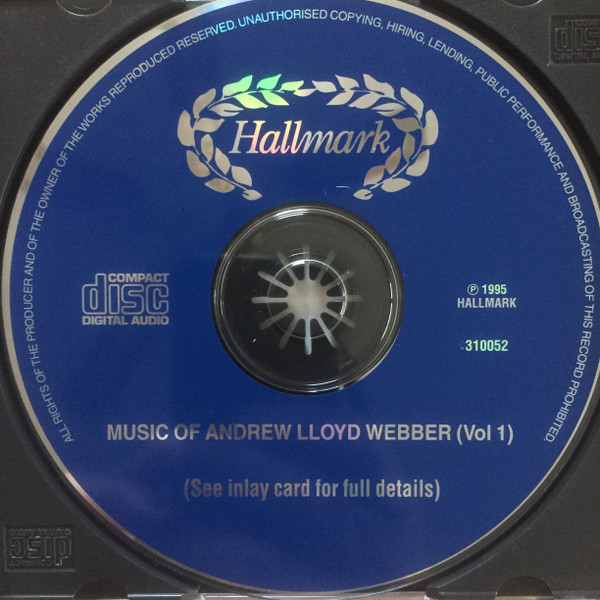 ALL RIGHTS OF THE PRODUCER AND OF THE OWNER OF THE WORKS REPRODUCED RESERVED. UNAUTHORISED COPYING, HIRING, LENDING, PUBLIC PERFORMANCE AND BROADCASTING OF THIS RECORD PROHIBITED.
Hallmark
COMPACT
disc
DIGITAL AUDIO
℗ 1995
HALLMARK
310052
MUSIC OF ANDREW LLOYD WEBBER (Vol 1)
(See inlay card for full details)